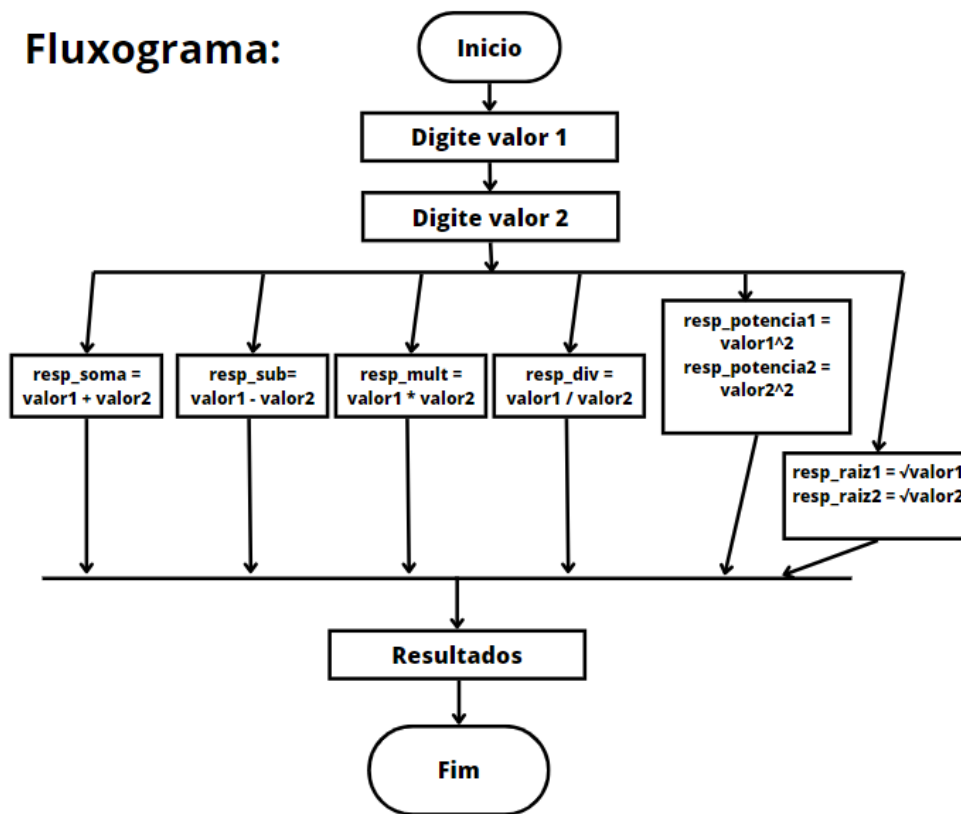 Fluxograma:
Inicio
Digite valor 1
Digite valor 2
resp_soma =
valor1 + valor2
resp_sub=
valor1 - valor2
resp_mult =
valor1 * valor2
resp_div =
valor1 / valor2
resp_potencia1 =
valor1^2
resp_potencia2 =
valor2^2
resp_raiz1 = √valor1
resp_raiz2 = √valor2
Resultados
Fim